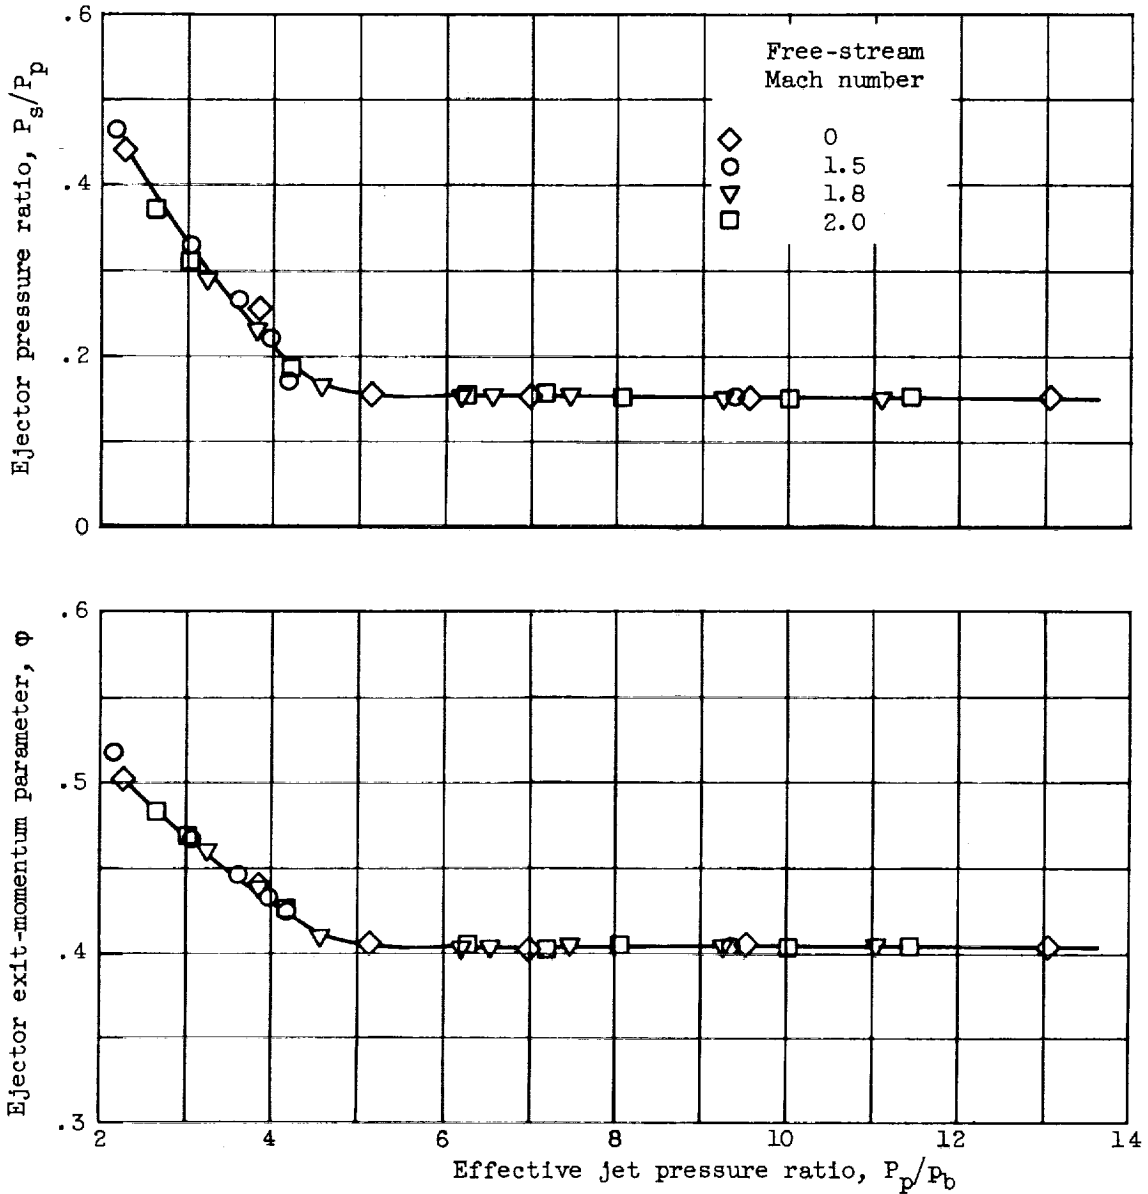 Ejector pressure ratio, Ps/Pp
.6
.4
.2
0
Free-stream
Mach number
0
1.5
1.8
2.0
Ejector exit-momentum parameter, φ
.6
.5
.4
.3
2 4 6 8 10 12 14
Effective jet pressure ratio, Pp/pb